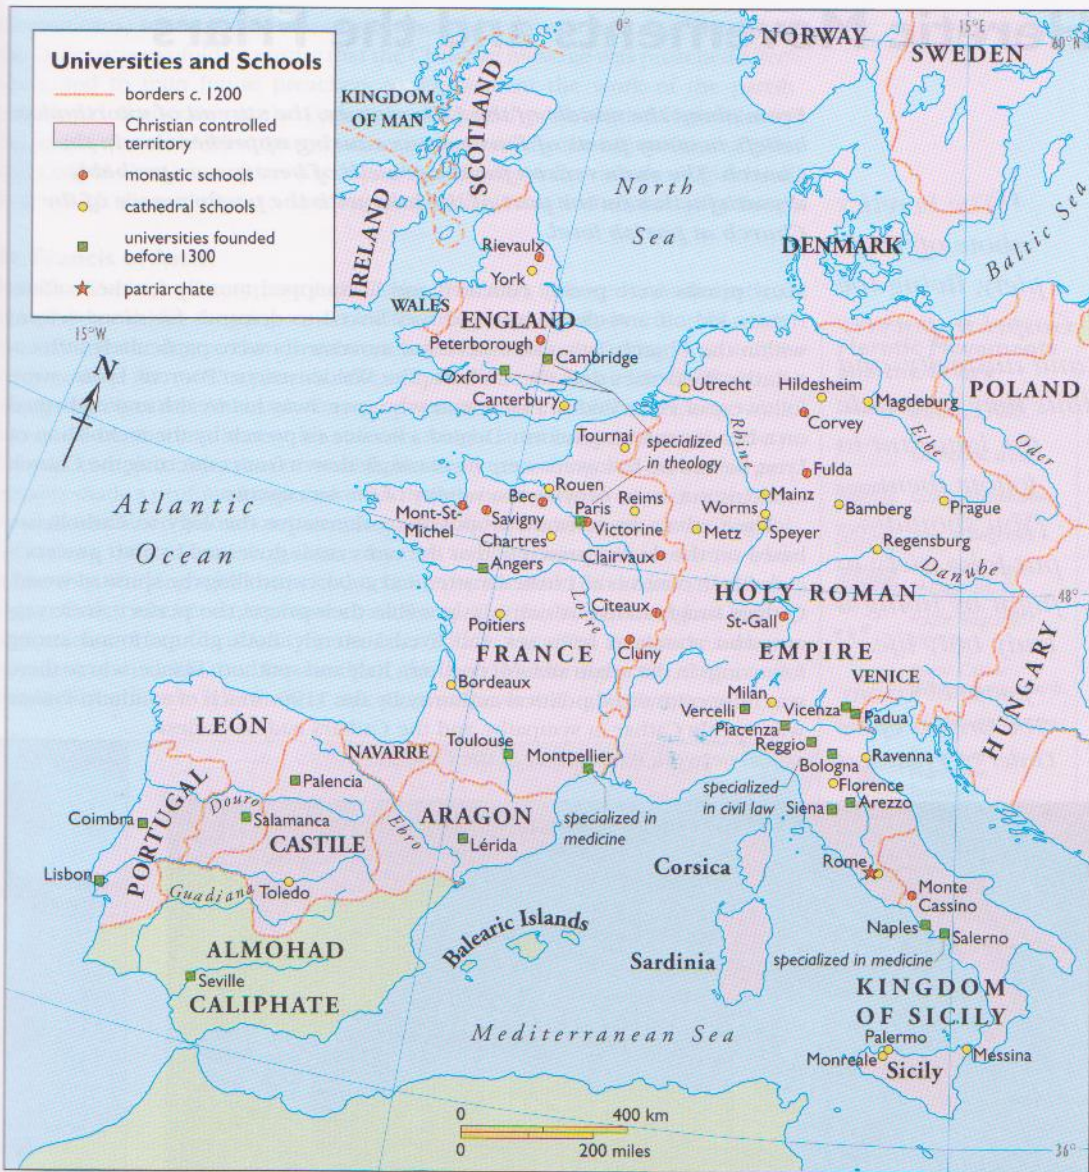 Universities and Schools
borders c. 1200
Christian controlled
territory
monastic schools
cathedral schools
universities founded
before 1300
patriarchate
0°
15°E
60°N
15°W
N
NORWAY
SWEDEN
KINGDOM
OF MAN
SCOTLAND
North
Sea
IRELAND
DENMARK
Baltic Sea
Rievaulx
York
WALES
ENGLAND
Peterborough
Cambridge
Oxford
Canterbury
Utrecht
Hildesheim
Magdeburg
POLAND
Corvey
Tournai
specialized
in theology
Rhine
Elbe
Oder
Fulda
Atlantic
Ocean
Rouen
Bec
Paris
Reims
Mainz
Worms
Bamberg
Prague
Mont-St-
Michel
Savigny
Victorine
Chartres
Metz
Speyer
Clairvaux
Regensburg
Angers
Danube
HOLY ROMAN
48°
Loire
Citeaux
St-Gall
Poitiers
FRANCE
Cluny
EMPIRE
HUNGARY
Bordeaux
Milan
VENICE
Vercelli
Vicenza
Padua
LEÓN
Piacenza
NAVARRE
Toulouse
Montpellier
Reggio
Ravenna
Bologna
Palencia
specialized
in civil law
Florence
PORTUGAL
Douro
ARAGON
specialized in
medicine
Siena
Arezzo
Coimbra
Salamanca
CASTILE
Ebro
Lérida
Corsica
Rome
Lisbon
Guadiana
Toledo
Monte
Cassino
Balearic Islands
Naples
Salerno
ALMOHAD
Sardinia
specialized in medicine
Seville
CALIPHATE
KINGDOM
OF SICILY
Mediterranean Sea
Palermo
Monreale
Messina
Sicily
0
400 km
0
200 miles
36°